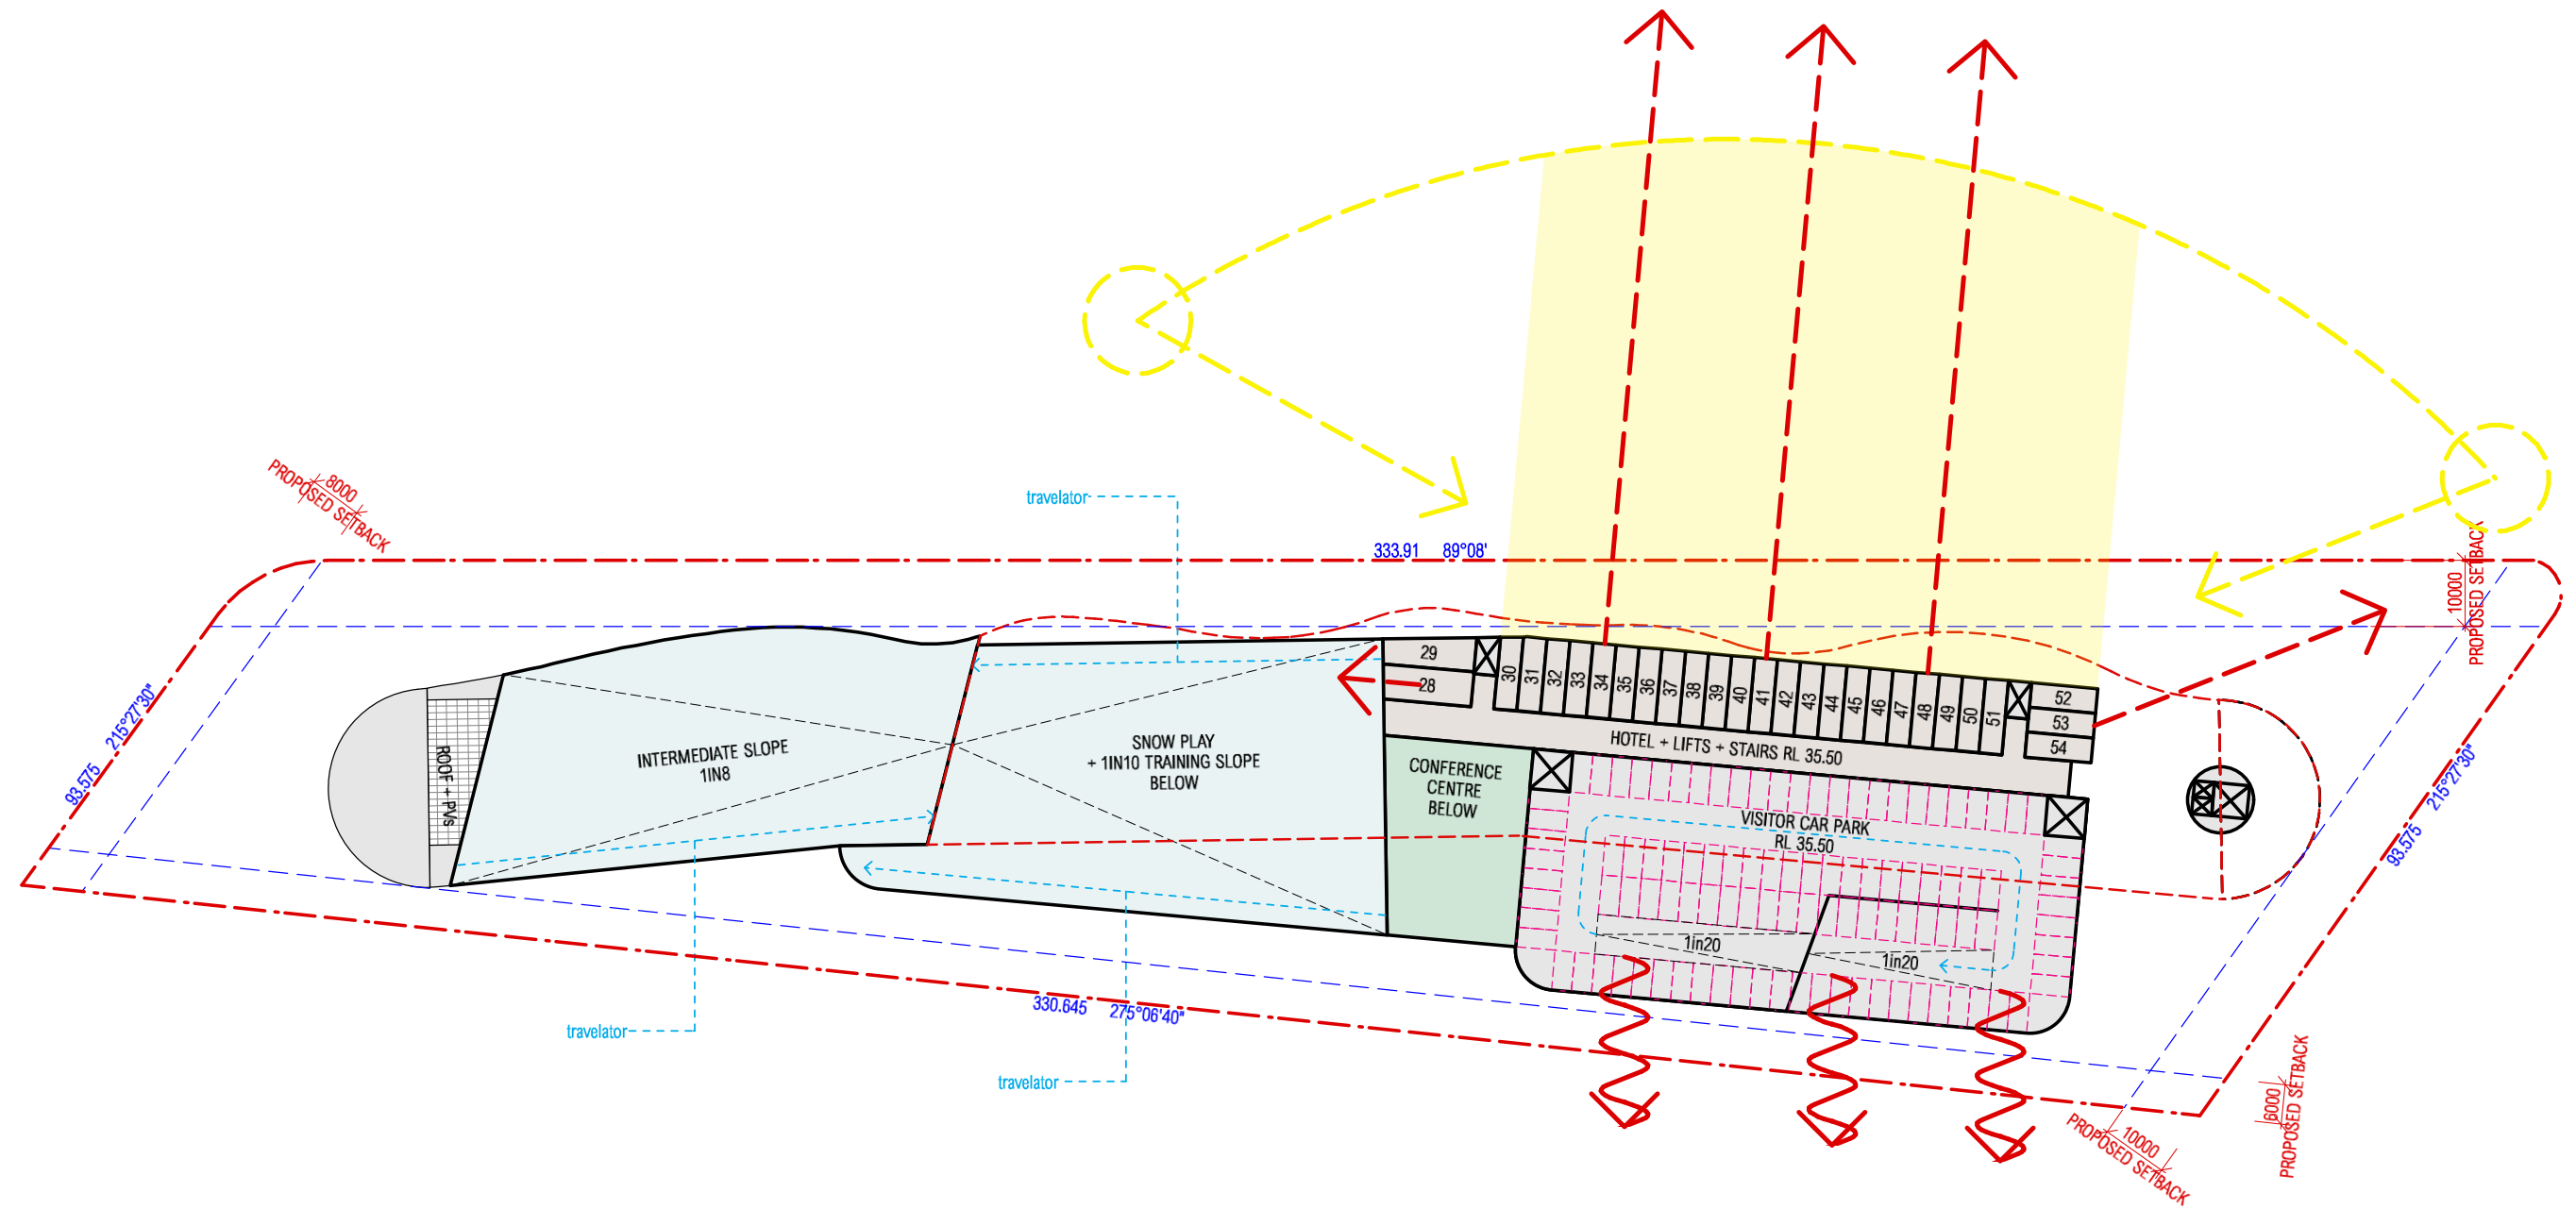 8000
PROPOSED SETBACK
travelator
333.91 89°08'
10000
PROPOSED SETBACK
215°27'30"
93.575
ROOF + PVs
INTERMEDIATE SLOPE
1IN8
SNOW PLAY
+ 1IN10 TRAINING SLOPE
BELOW
29
28
30
31
32
33
34
35
36
37
38
39
40
41
42
43
44
45
46
47
48
49
50
51
52
53
54
HOTEL + LIFTS + STAIRS RL 35.50
CONFERENCE
CENTRE
BELOW
VISITOR CAR PARK
RL 35.50
1in20
1in20
215°27'30"
93.575
330.645 275°06'40"
travelator
travelator
10000
PROPOSED SETBACK
6000
PROPOSED SETBACK